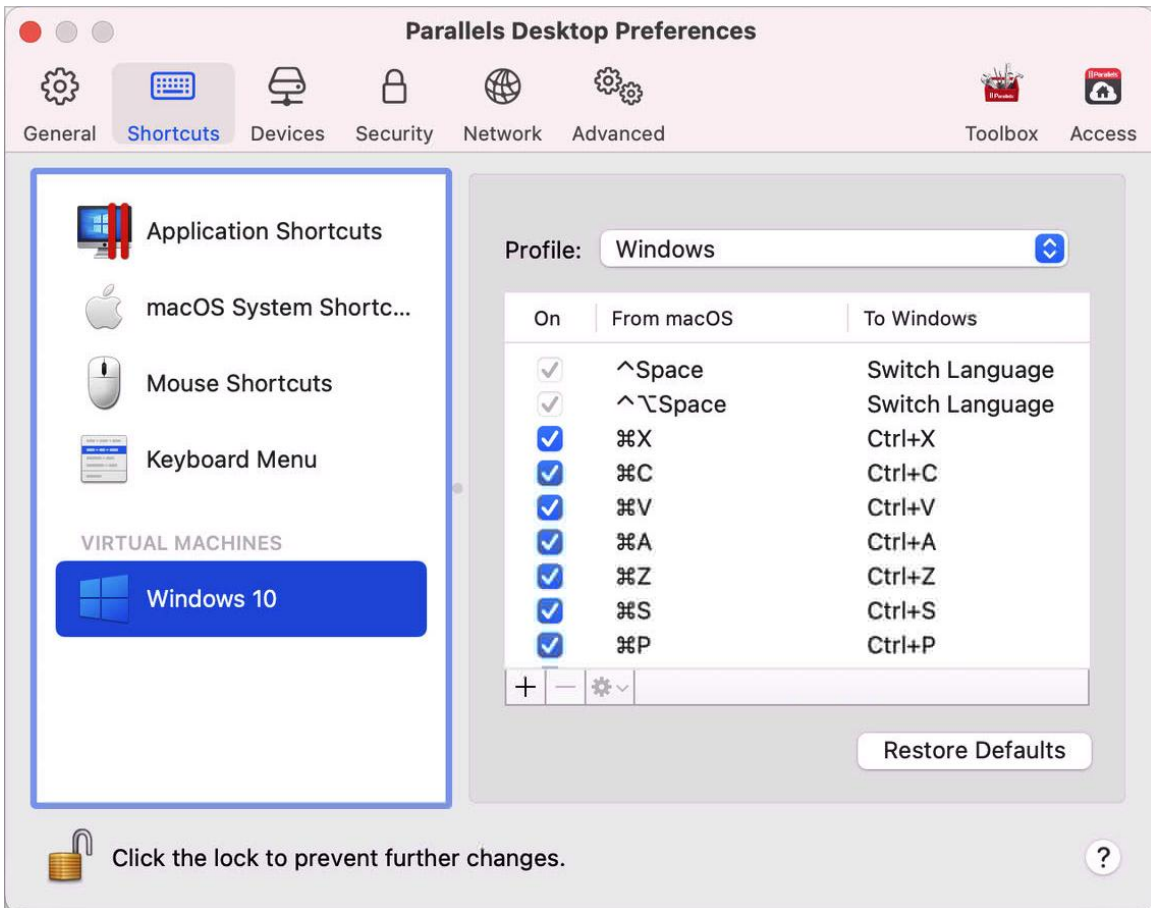 Parallels Desktop Preferences
General Shortcuts Devices Security Network Advanced Toolbox Access
Application Shortcuts
macOS System Shortc...
Mouse Shortcuts
Keyboard Menu
VIRTUAL MACHINES
Windows 10
Profile: Windows
On From macOS To Windows
^Space Switch Language
^⌥Space Switch Language
⌘X Ctrl+X
⌘C Ctrl+C
⌘V Ctrl+V
⌘A Ctrl+A
⌘Z Ctrl+Z
⌘S Ctrl+S
⌘P Ctrl+P
Restore Defaults
Click the lock to prevent further changes.
?